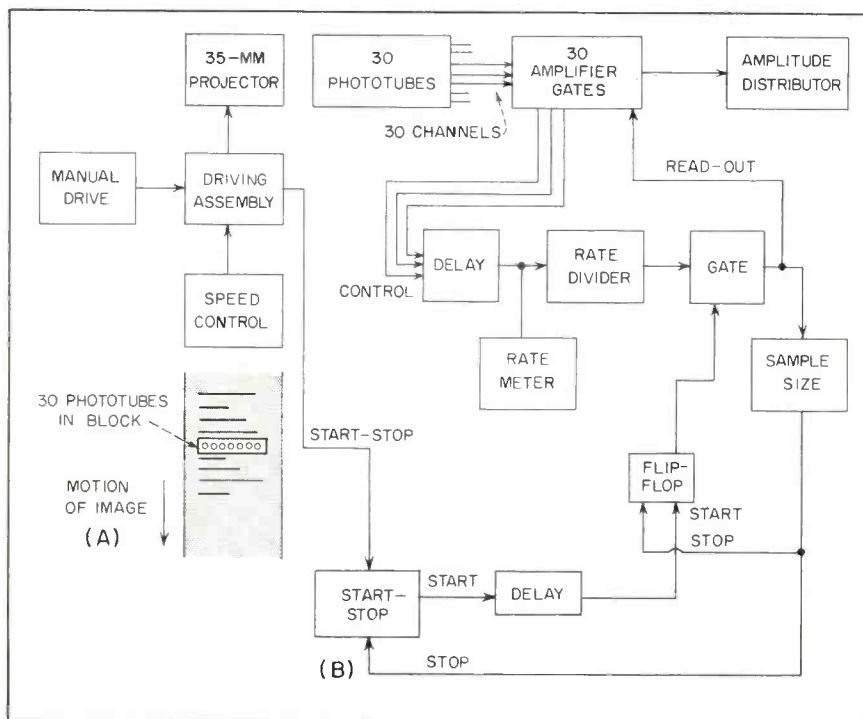 35-MM
PROJECTOR
30
PHOTOTUBES
30
AMPLIFIER
GATES
AMPLITUDE
DISTRIBUTOR
30 CHANNELS
MANUAL
DRIVE
DRIVING
ASSEMBLY
READ-OUT
SPEED
CONTROL
CONTROL
DELAY
RATE
DIVIDER
GATE
RATE
METER
SAMPLE
SIZE
30 PHOTOTUBES
IN BLOCK
START-STOP
MOTION
OF IMAGE
(A)
FLIP-
FLOP
START
STOP
START-
STOP
START
DELAY
(B)
STOP